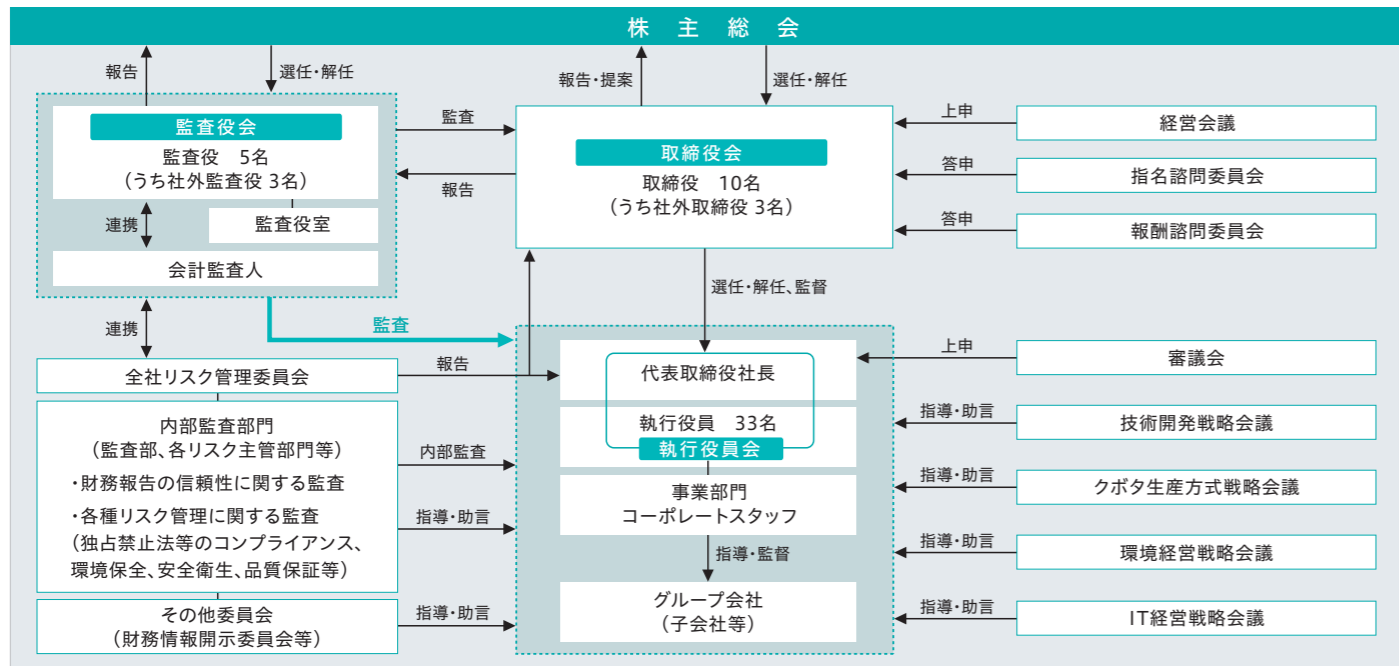 株主総会
報告
選任・解任
報告・提案
選任・解任
監査役会
監査役　5名
（うち社外監査役 3名）
連携
監査役室
会計監査人
監査
報告
取締役会
取締役　10名
（うち社外取締役 3名）
上申
経営会議
答申
指名諮問委員会
答申
報酬諮問委員会
選任・解任、監督
連携
監査
全社リスク管理委員会
報告
内部監査部門
（監査部、各リスク主管部門等）
・財務報告の信頼性に関する監査
・各種リスク管理に関する監査
（独占禁止法等のコンプライアンス、
環境保全、安全衛生、品質保証等）
内部監査
指導・助言
その他委員会
（財務情報開示委員会等）
指導・助言
代表取締役社長
執行役員　33名
執行役員会
事業部門
コーポレートスタッフ
指導・監督
グループ会社
（子会社等）
上申
審議会
指導・助言
技術開発戦略会議
指導・助言
クボタ生産方式戦略会議
指導・助言
環境経営戦略会議
指導・助言
IT経営戦略会議